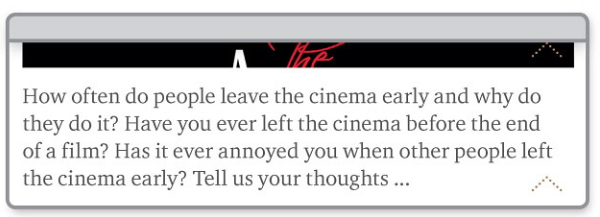 A the
How often do people leave the cinema early and why do
they do it? Have you ever left the cinema before the end
of a film? Has it ever annoyed you when other people left
the cinema early? Tell us your thoughts ...